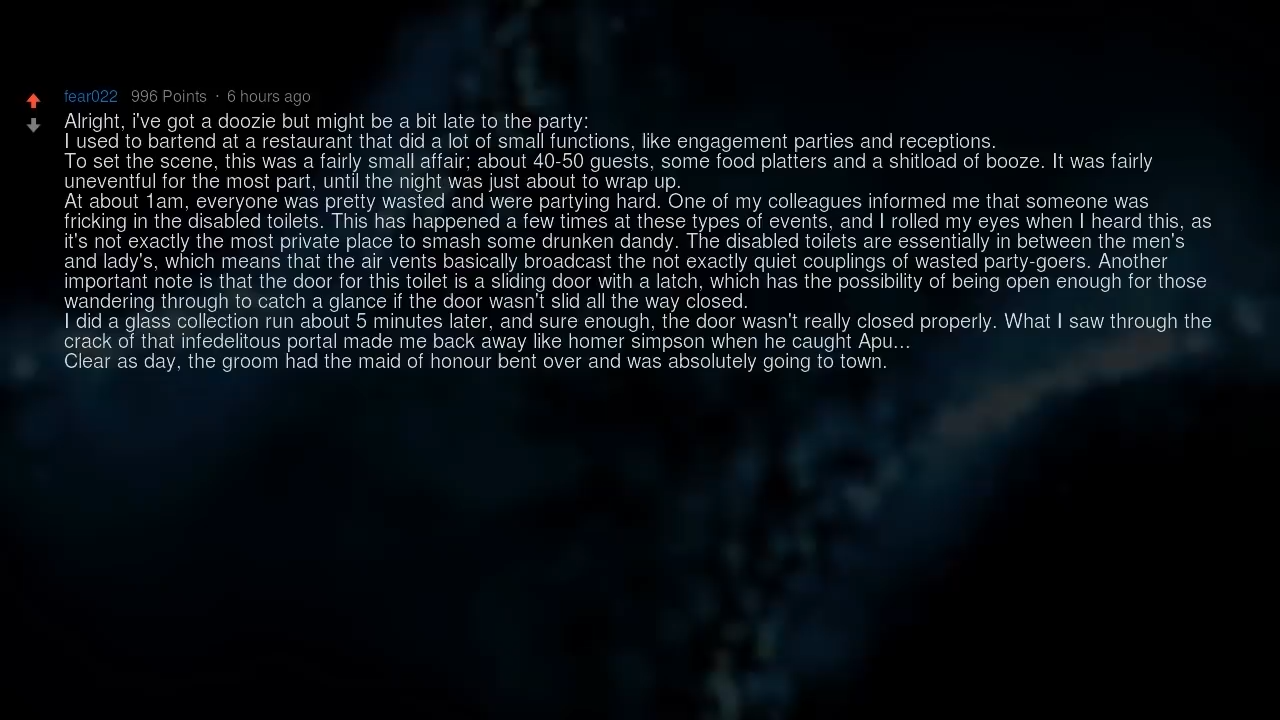 fear022 996 Points · 6 hours ago
Alright, i've got a doozie but might be a bit late to the party:
I used to bartend at a restaurant that did a lot of small functions, like engagement parties and receptions.
To set the scene, this was a fairly small affair; about 40-50 guests, some food platters and a shitload of booze. It was fairly
uneventful for the most part, until the night was just about to wrap up.
At about 1am, everyone was pretty wasted and were partying hard. One of my colleagues informed me that someone was
fricking in the disabled toilets. This has happened a few times at these types of events, and I rolled my eyes when I heard this, as
it's not exactly the most private place to smash some drunken dandy. The disabled toilets are essentially in between the men's
and lady's, which means that the air vents basically broadcast the not exactly quiet couplings of wasted party-goers. Another
important note is that the door for this toilet is a sliding door with a latch, which has the possibility of being open enough for those
wandering through to catch a glance if the door wasn't slid all the way closed.
I did a glass collection run about 5 minutes later, and sure enough, the door wasn't really closed properly. What I saw through the
crack of that infedelitous portal made me back away like homer simpson when he caught Apu...
Clear as day, the groom had the maid of honour bent over and was absolutely going to town.